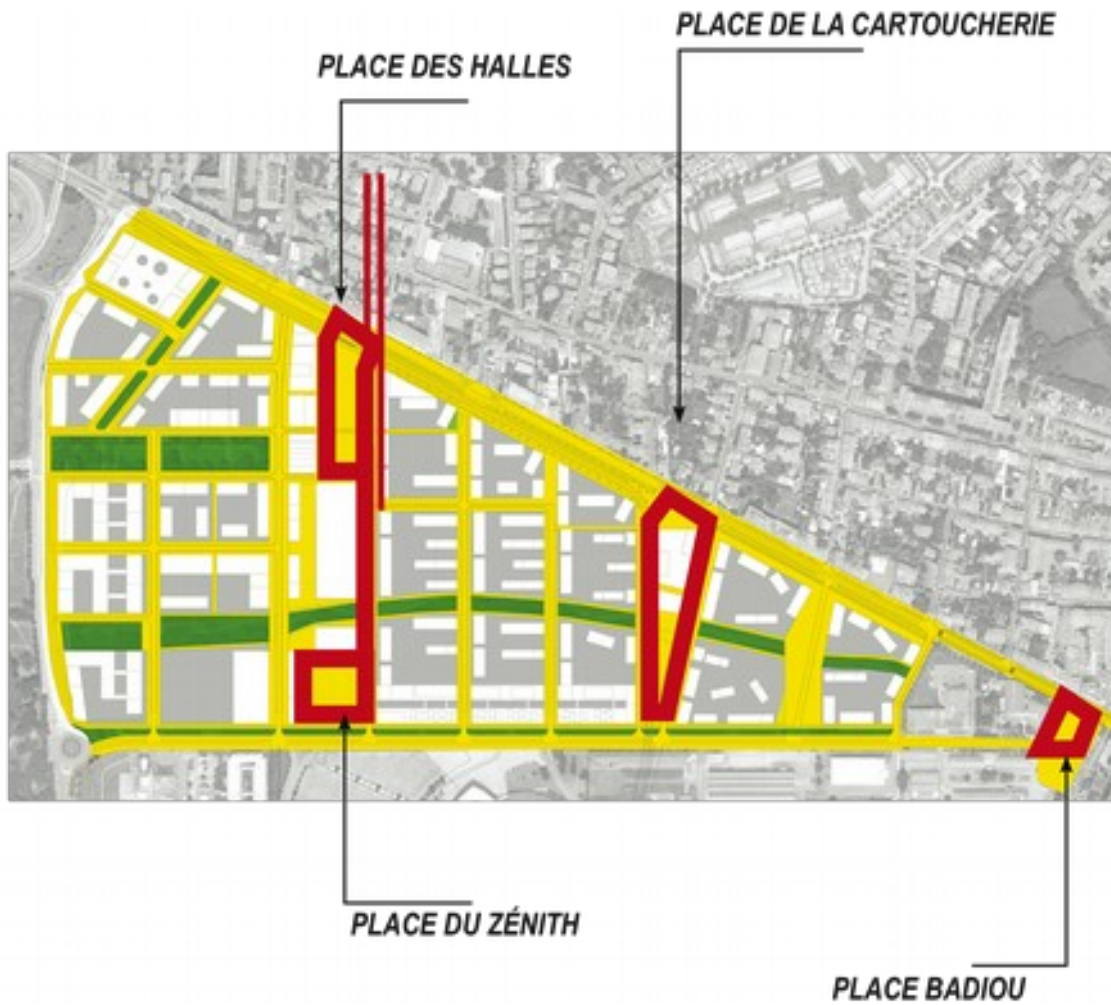 PLACE DE LA CARTOUCHERIE
PLACE DES HALLES
PLACE DU ZÉNITH
PLACE BADIOU